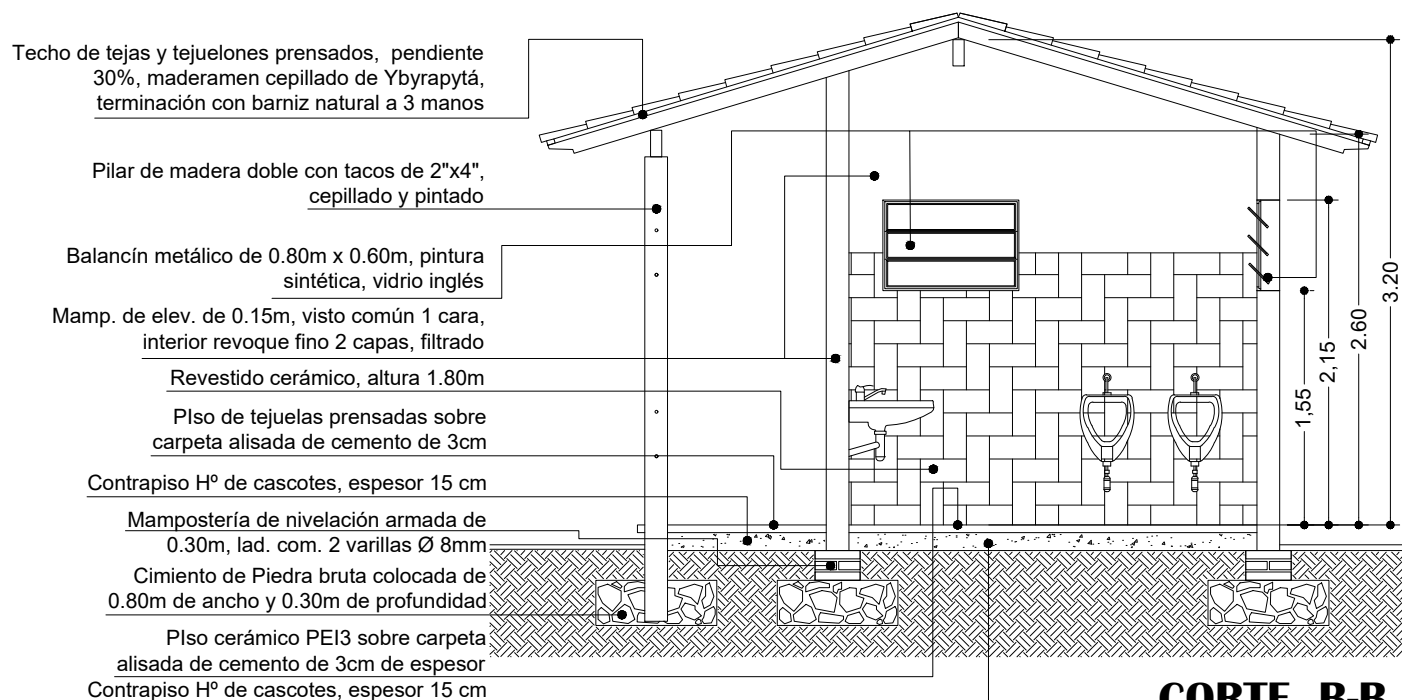 Techo de tejas y tejuelones prensados, pendiente
30%, maderamen cepillado de Ybyrapytá,
terminación con barniz natural a 3 manos
Pilar de madera doble con tacos de 2"x4",
cepillado y pintado
Balancín metálico de 0.80m x 0.60m, pintura
sintética, vidrio inglés
Mamp. de elev. de 0.15m, visto común 1 cara,
interior revoque fino 2 capas, filtrado
Revestido cerámico, altura 1.80m
PIso de tejuelas prensadas sobre
carpeta alisada de cemento de 3cm
Contrapiso Hº de cascotes, espesor 15 cm
Mampostería de nivelación armada de
0.30m, lad. com. 2 varillas Ø 8mm
Cimiento de Piedra bruta colocada de
0.80m de ancho y 0.30m de profundidad
PIso cerámico PEI3 sobre carpeta
alisada de cemento de 3cm de espesor
Contrapiso Hº de cascotes, espesor 15 cm
1,55
2,15
2.60
3.20
CORTE B-B